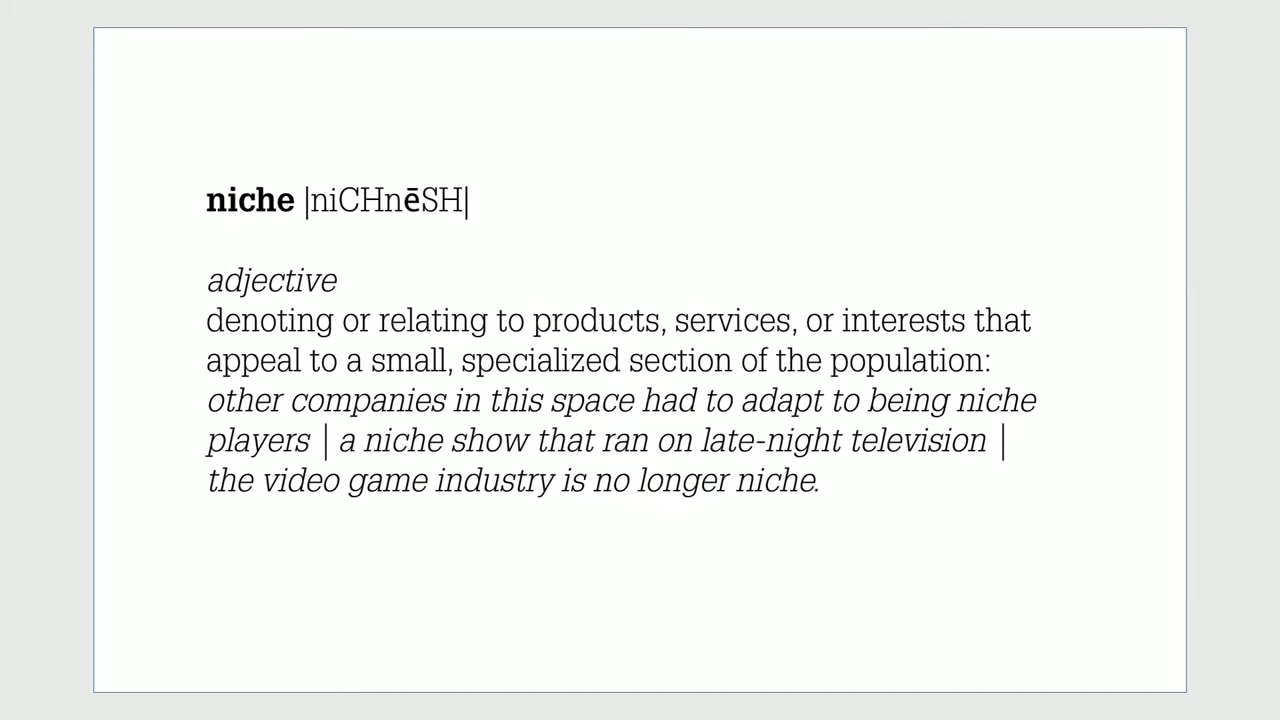 niche |niCHnēSH|
adjective
denoting or relating to products, services, or interests that
appeal to a small, specialized section of the population:
other companies in this space had to adapt to being niche
players | a niche show that ran on late-night television |
the video game industry is no longer niche.